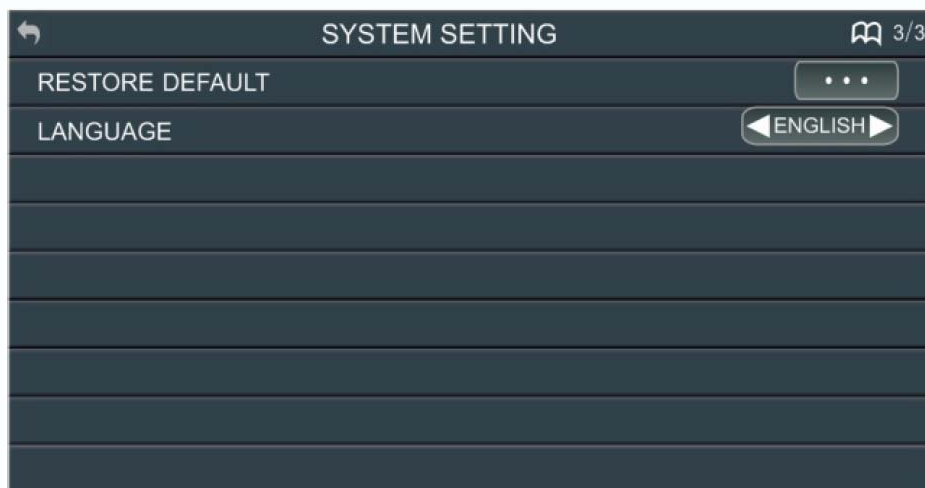 SYSTEM SETTING 3/3
RESTORE DEFAULT ...
LANGUAGE ENGLISH